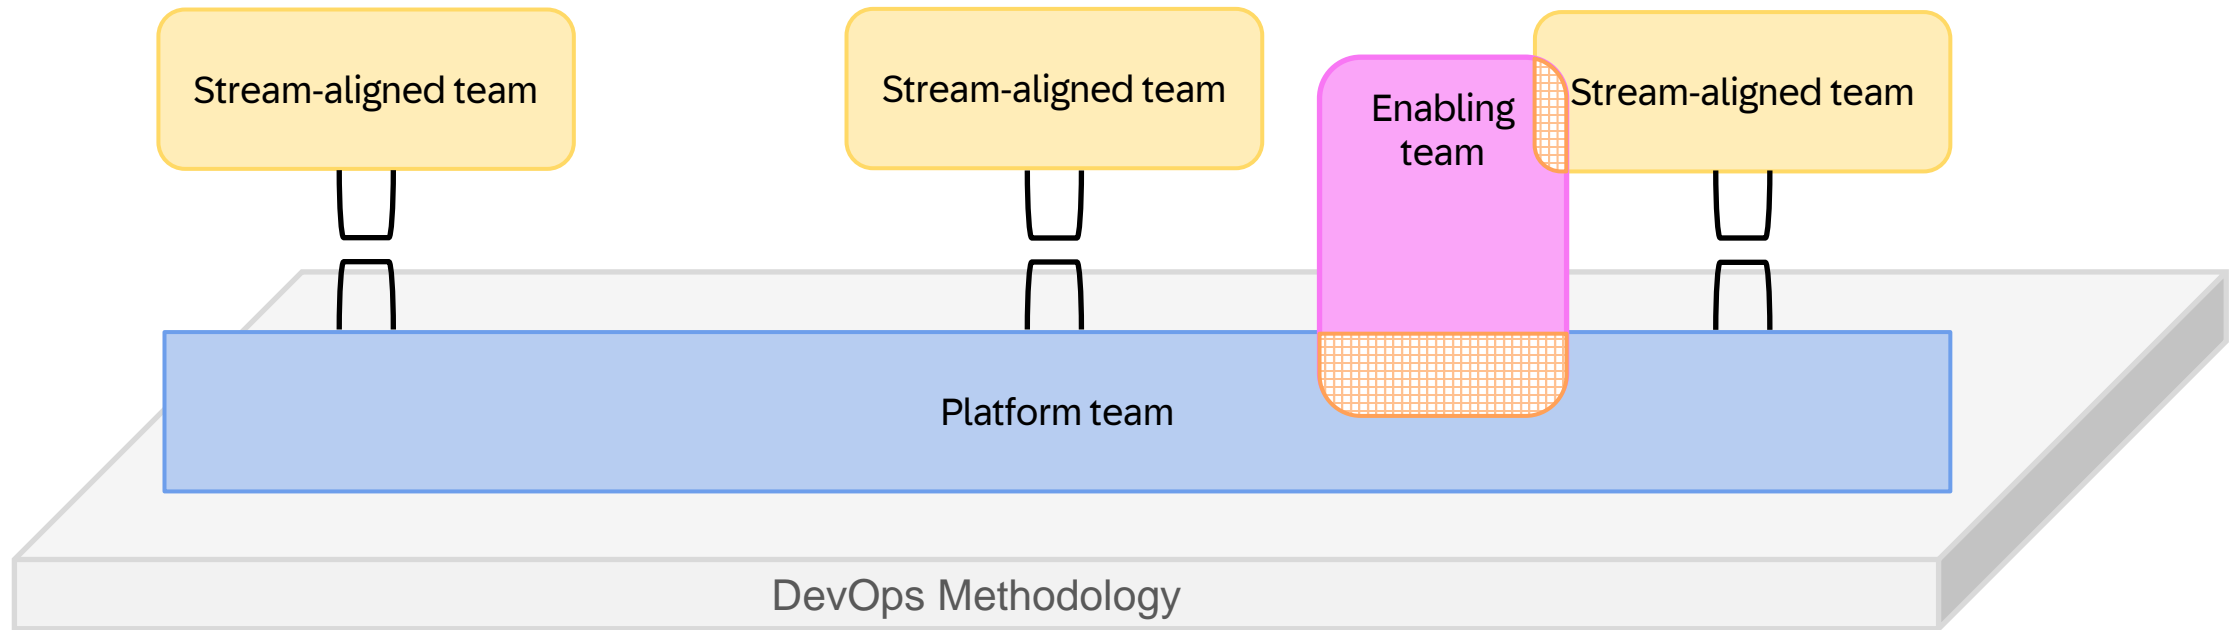 Stream-aligned team
Stream-aligned team
Enabling
team
Stream-aligned team
Platform team
DevOps Methodology